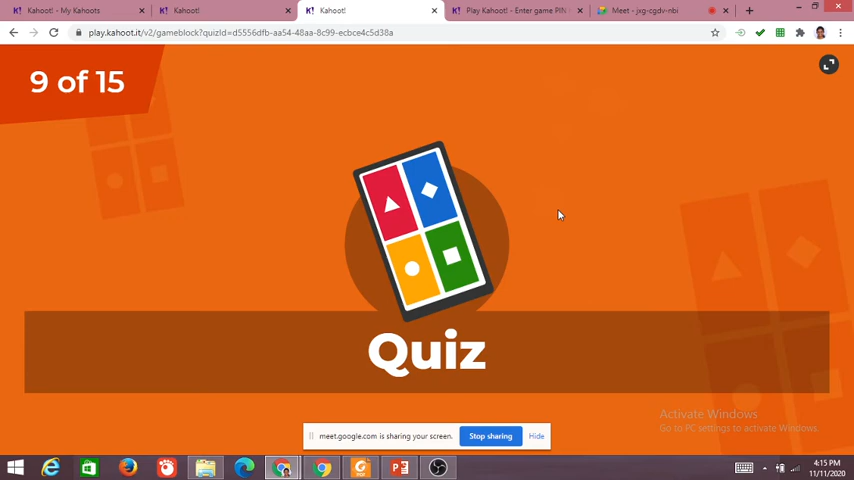 Kahoot! - My Kahoots
Kahoot!
Kahoot!
Play Kahoot! - Enter game PIN
Meet - jxg-cgdv-nbi
play.kahoot.it/v2/gameblock?quizId=d5556dfb-aa54-48aa-8c99-ecbce4c5d38a
9 of 15
Quiz
Activate Windows
Go to PC settings to activate Windows.
meet.google.com is sharing your screen.
Stop sharing
Hide
4:15 PM
11/11/2020